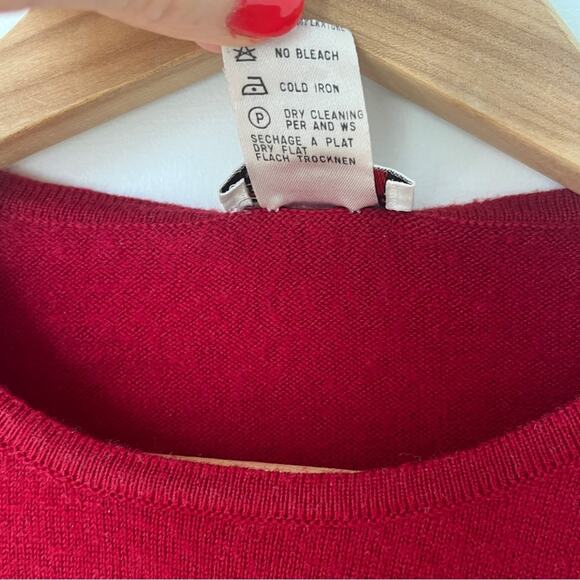 NO BLEACH
COLD IRON
P DRY CLEANING
PER AND WS
SECHAGE A PLAT
DRY FLAT
FLACH TROCKNEN